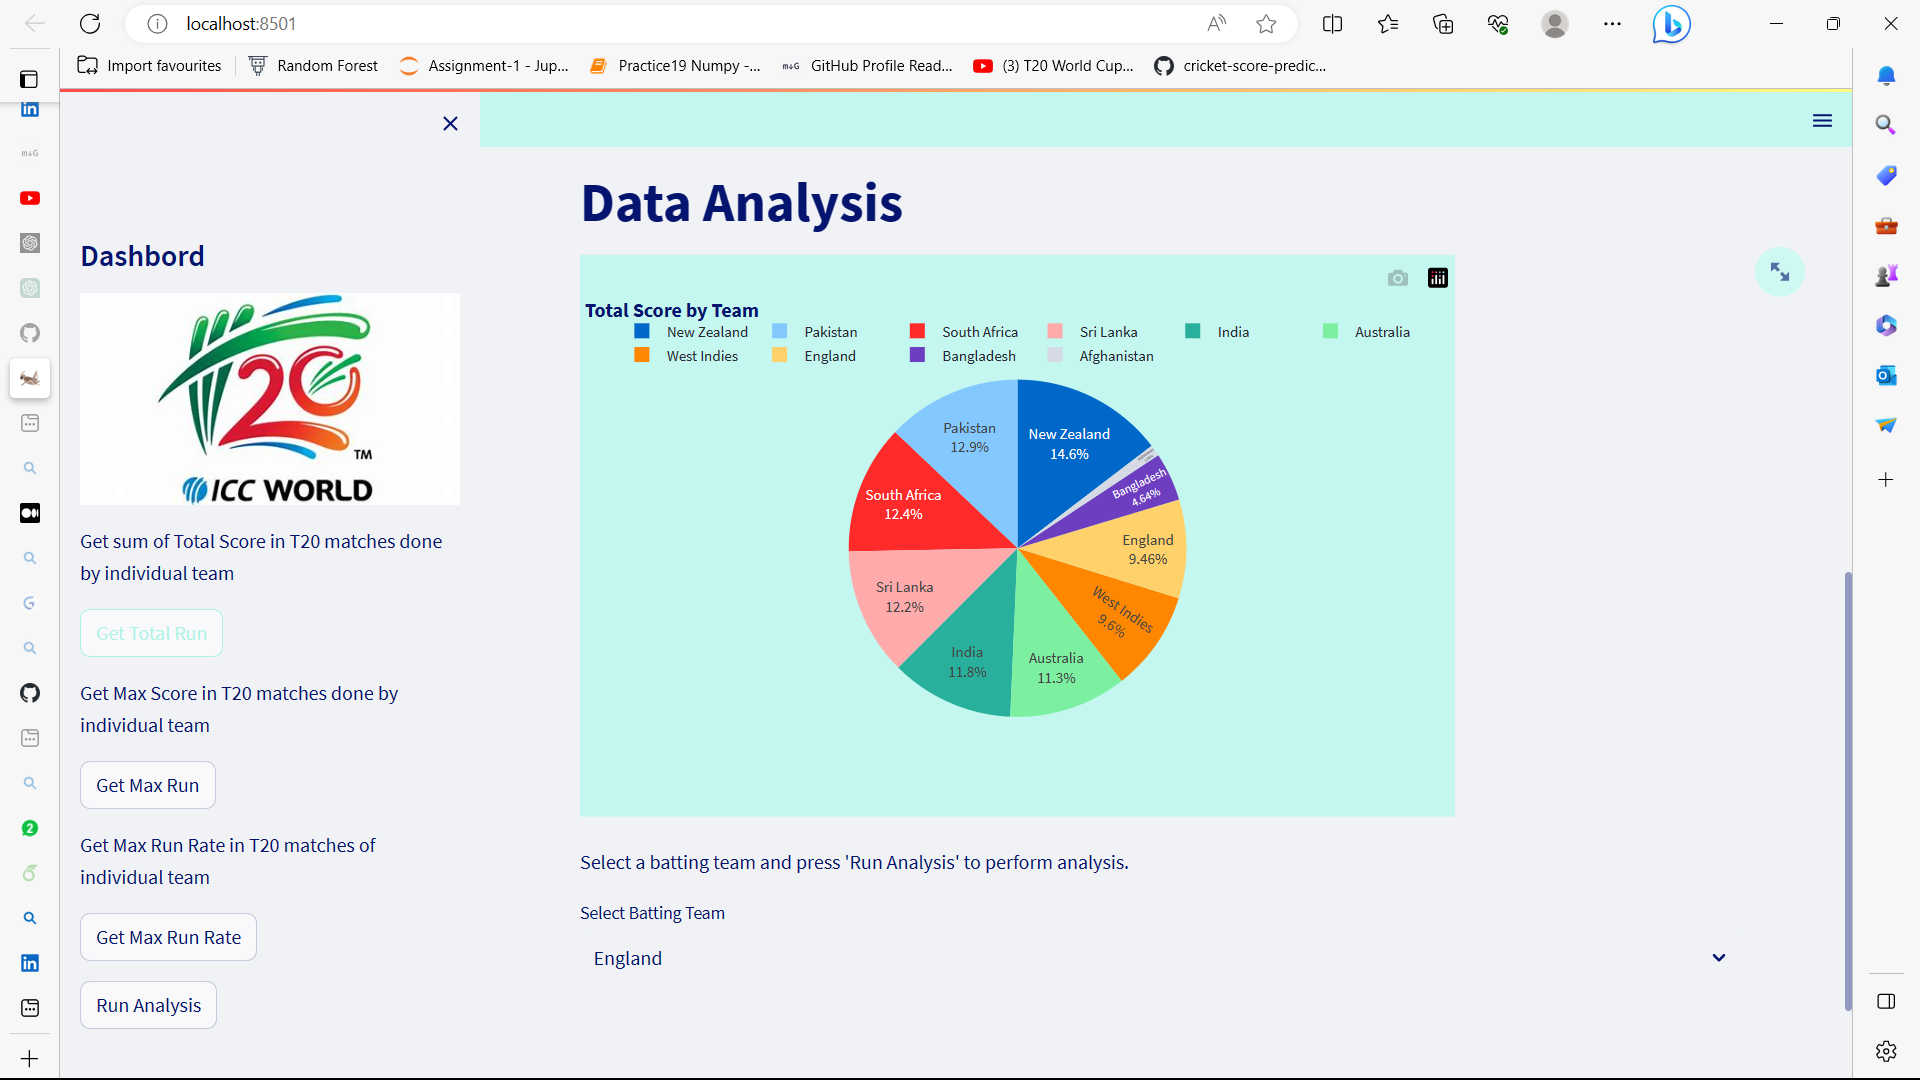 localhost:8501
Import favourites
Random Forest
Assignment-1 - Jup...
Practice19 Numpy -...
GitHub Profile Read...
(3) T20 World Cup...
cricket-score-predic...
Dashbord
T20
TM
ICC WORLD
Get sum of Total Score in T20 matches done
by individual team
Get Total Run
Get Max Score in T20 matches done by
individual team
Get Max Run
Get Max Run Rate in T20 matches of
individual team
Get Max Run Rate
Run Analysis
Data Analysis
Total Score by Team
New Zealand Pakistan South Africa Sri Lanka India Australia
West Indies England Bangladesh Afghanistan
Pakistan
12.9%
New Zealand
14.6%
South Africa
12.4%
Bangladesh
4.64%
England
9.46%
Sri Lanka
12.2%
West Indies
9.6%
India
11.8%
Australia
11.3%
Select a batting team and press 'Run Analysis' to perform analysis.
Select Batting Team
England